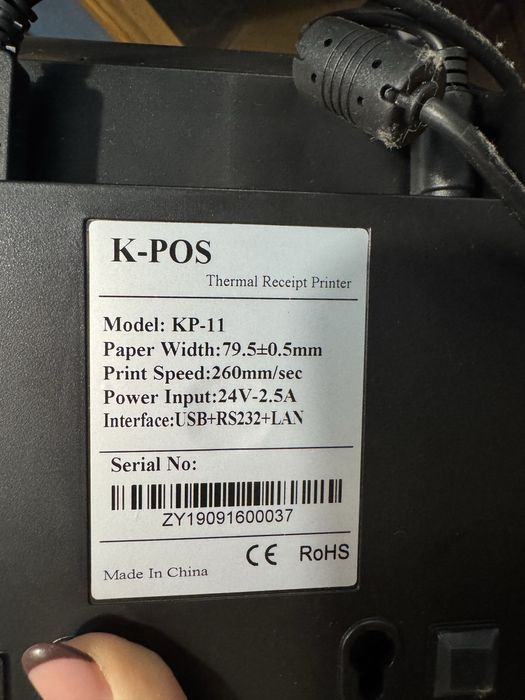 K-POS
Thermal Receipt Printer
Model: KP-11
Paper Width:79.5±0.5mm
Print Speed:260mm/sec
Power Input:24V-2.5A
Interface:USB+RS232+LAN
Serial No:
ZY19091600037
CE RoHS
Made In China